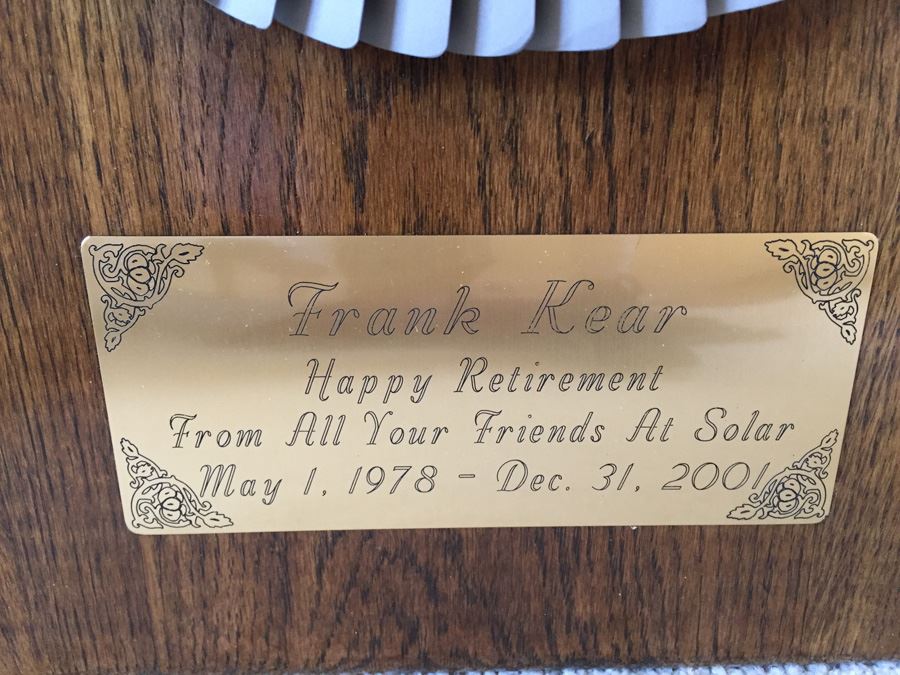 Frank Kear
Happy Retirement
From All Your Friends At Solar
May 1, 1978 - Dec. 31, 2001